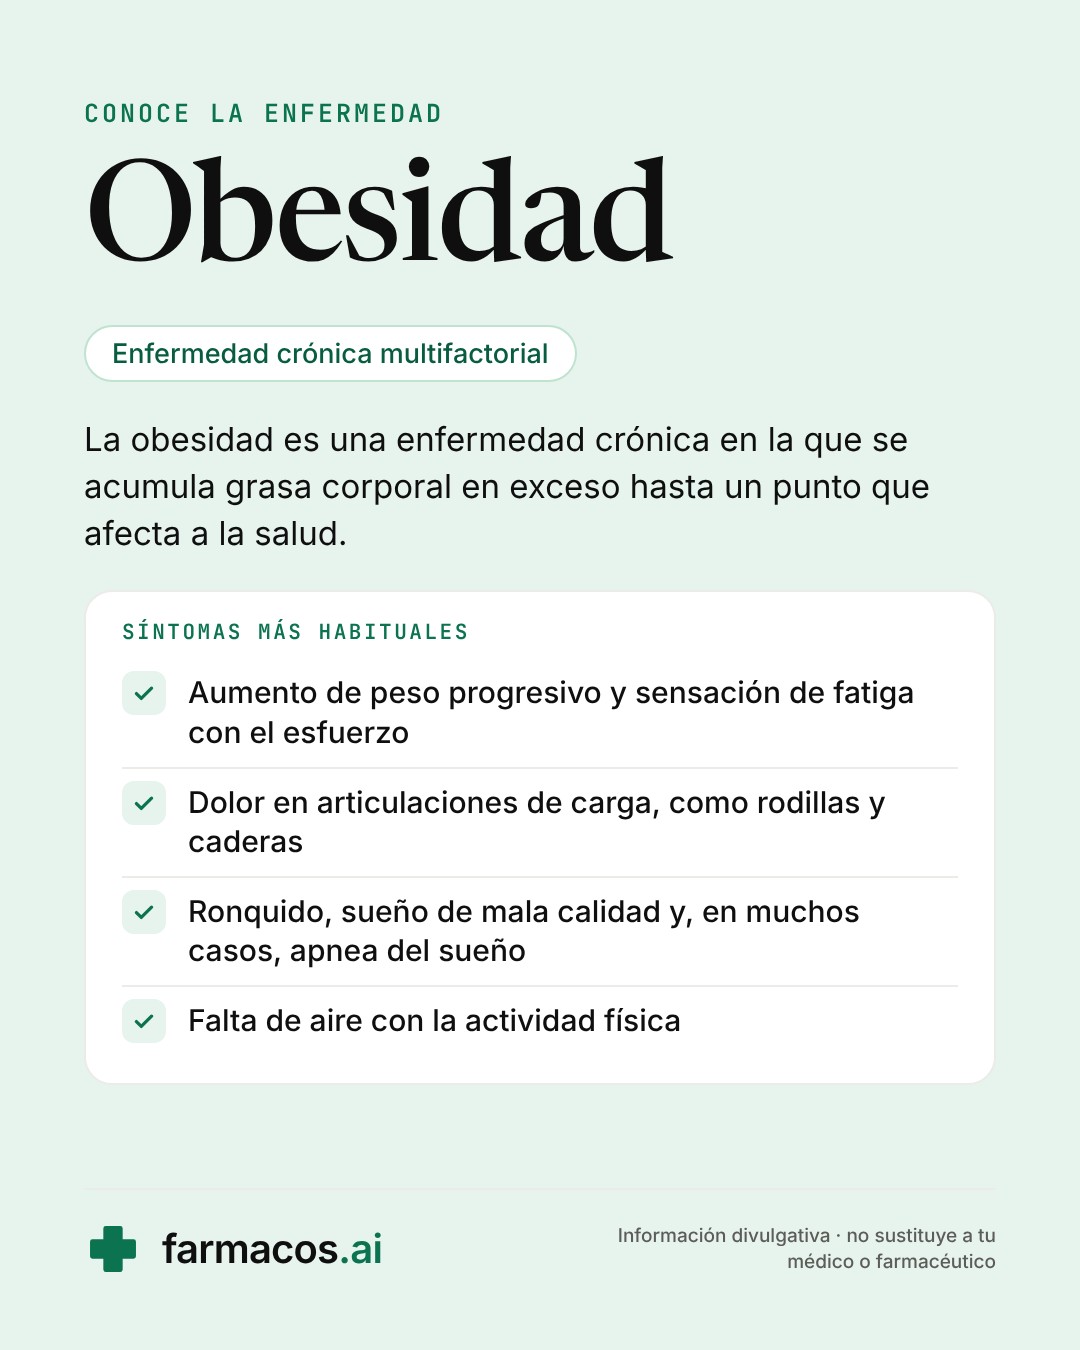 CONOCE LA ENFERMEDAD
Obesidad
Enfermedad crónica multifactorial
La obesidad es una enfermedad crónica en la que se
acumula grasa corporal en exceso hasta un punto que
afecta a la salud.
SÍNTOMAS MÁS HABITUALES
Aumento de peso progresivo y sensación de fatiga
con el esfuerzo
Dolor en articulaciones de carga, como rodillas y
caderas
Ronquido, sueño de mala calidad y, en muchos
casos, apnea del sueño
Falta de aire con la actividad física
farmacos.ai
Información divulgativa · no sustituye a tu
médico o farmacéutico